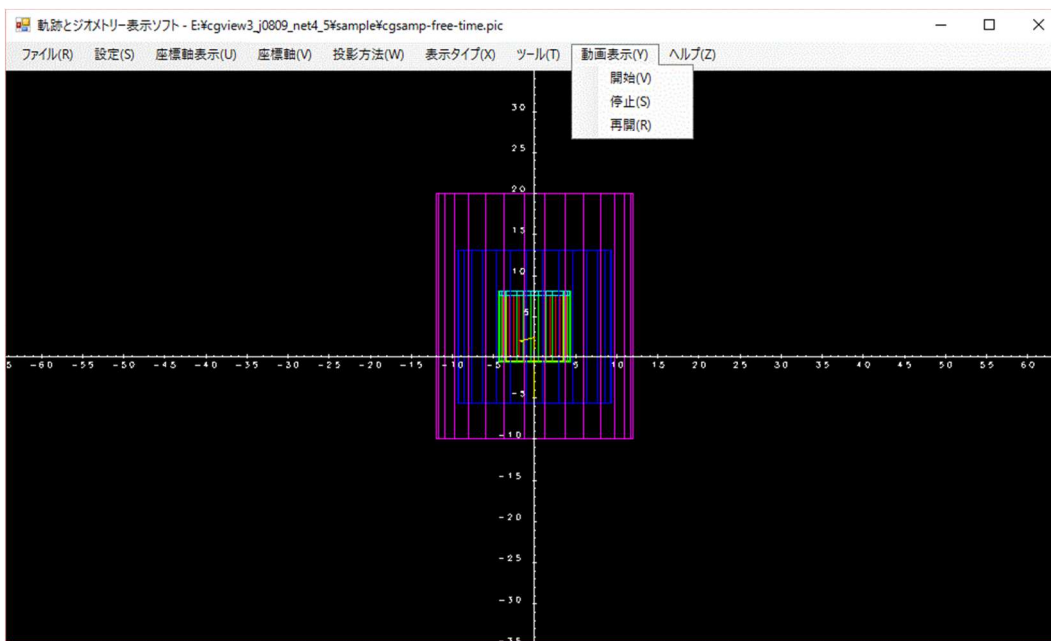 軌跡とジオメトリー表示ソフト - E:¥cgview3_j0809_net4_5¥sample¥cgsamp-free-time.pic
ファイル(R) 設定(S) 座標軸表示(U) 座標軸(V) 投影方法(W) 表示タイプ(X) ツール(T) 動画表示(Y) ヘルプ(Z)
開始(V)
停止(S)
再開(R)
30
25
20
15
10
5
5 -60 -55 -50 -45 -40 -35 -30 -25 -20 -15 -10 -5 0 5 10 15 20 25 30 35 40 45 50 55 60
-5
-10
-15
-20
-25
-30
-35